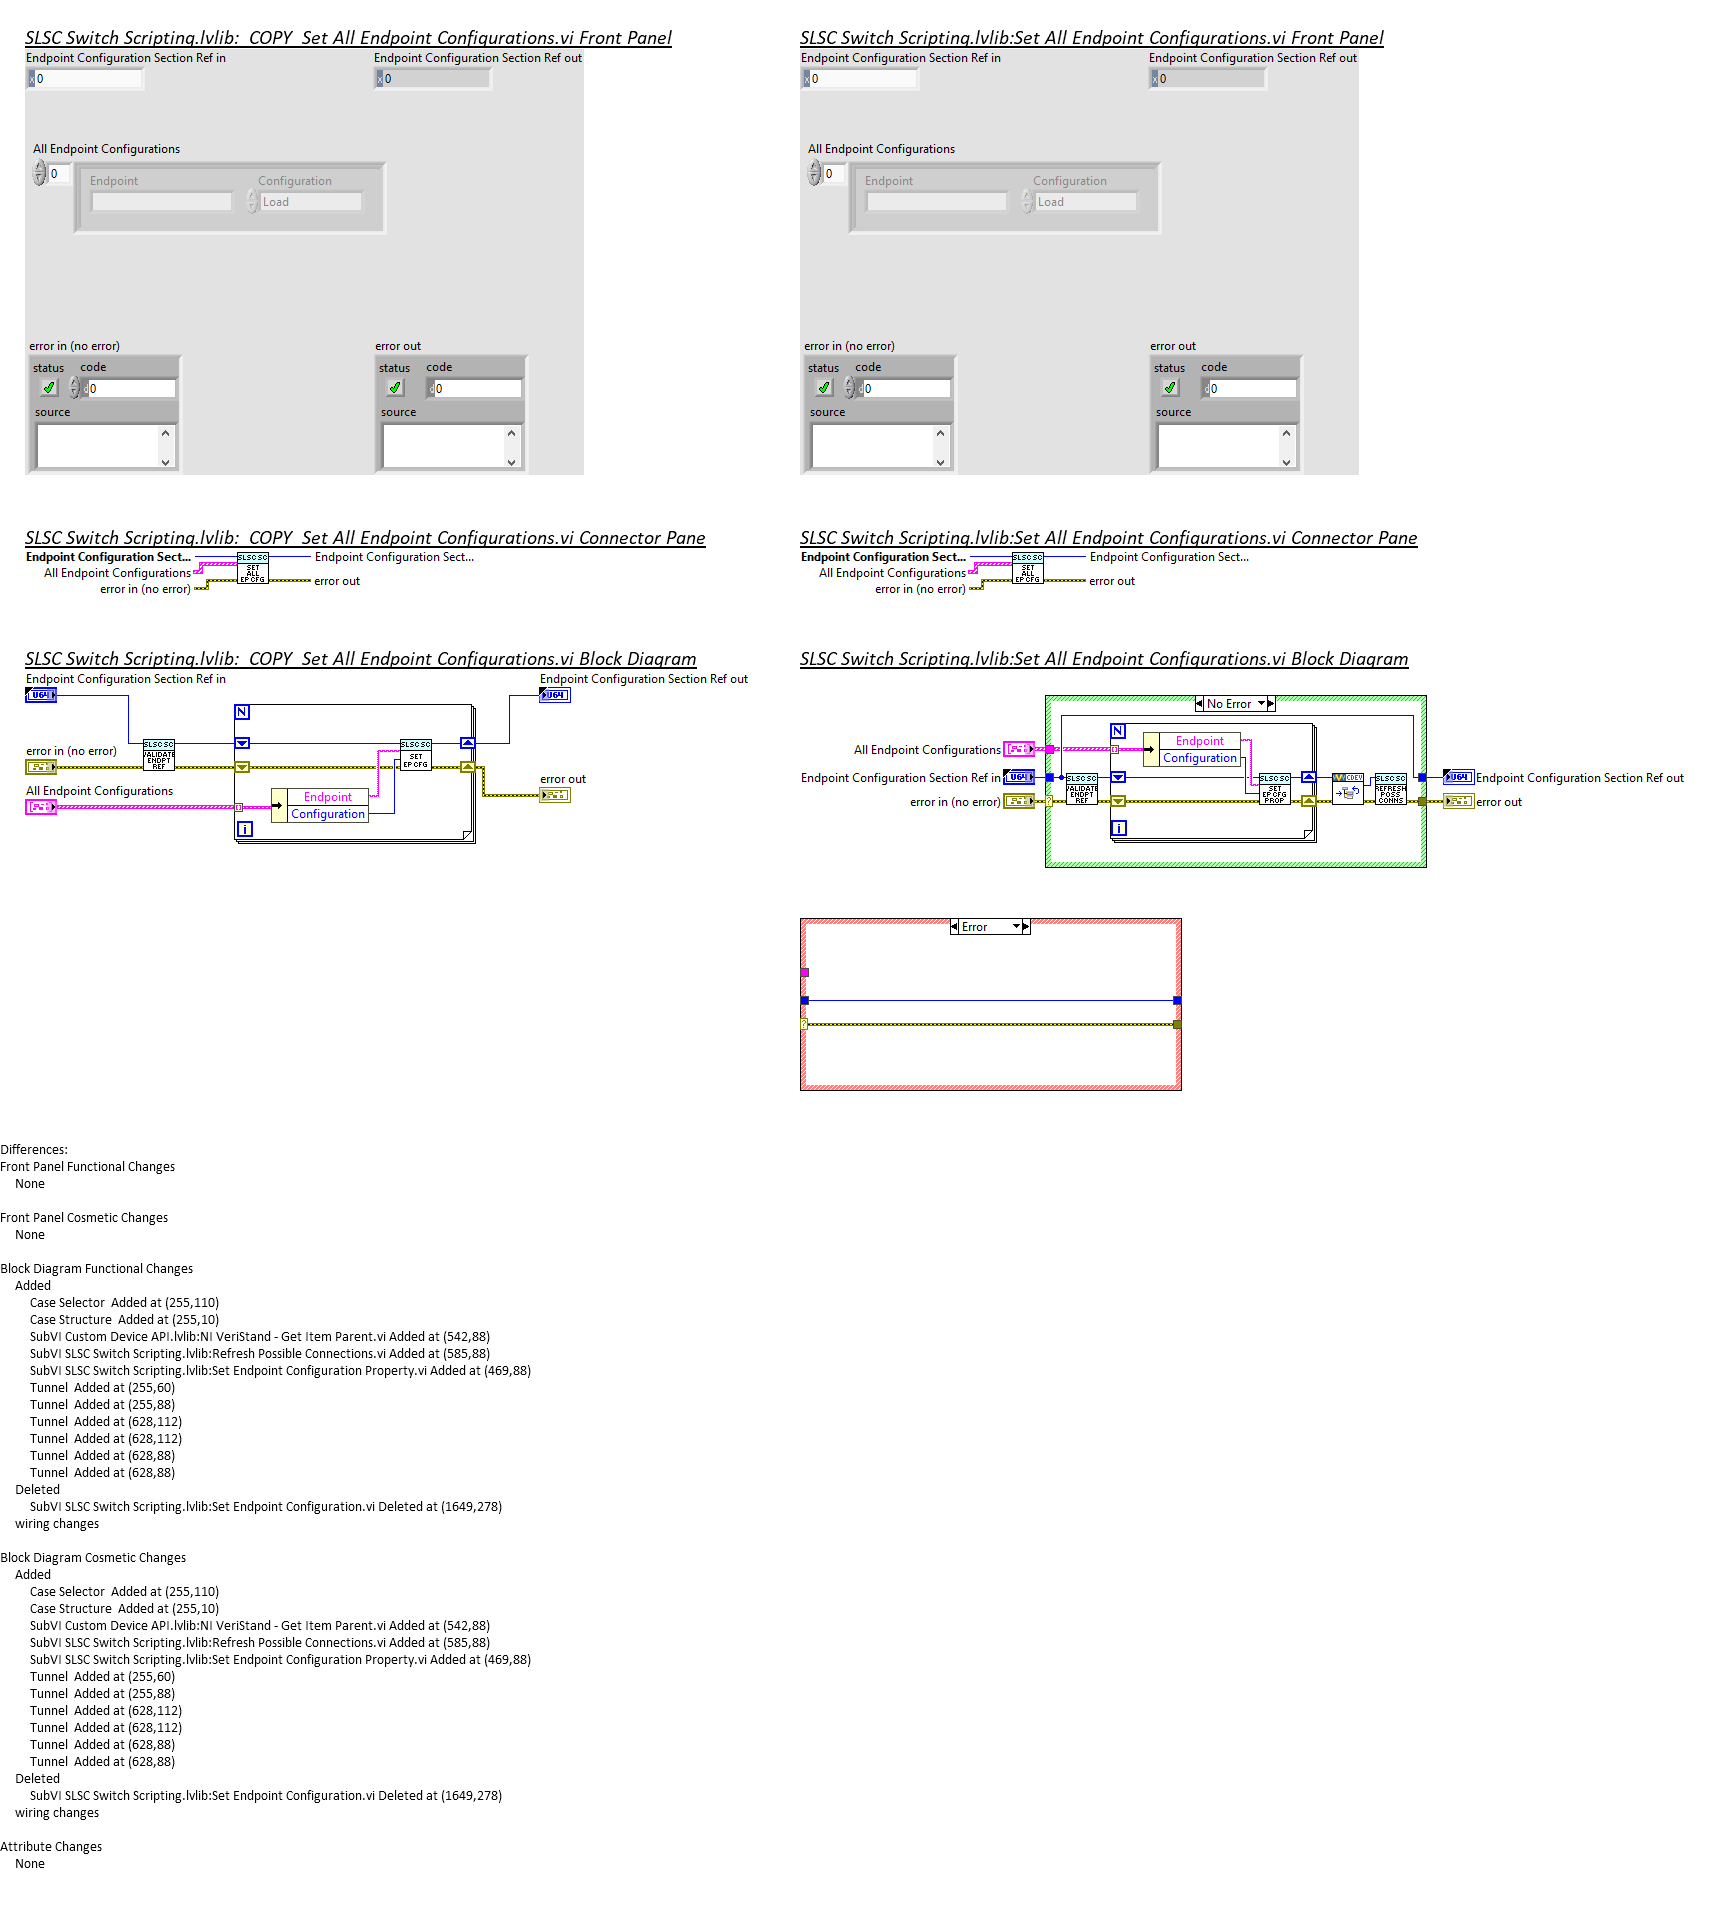 SLSC Switch Scripting.lvlib:  COPY  Set All Endpoint Configurations.vi Front Panel
Endpoint Configuration Section Ref in
Endpoint Configuration Section Ref out
x 0
x 0
All Endpoint Configurations
0
Endpoint
Configuration
Load
error in (no error)
error out
status
code
status
code
d 0
d 0
source
source
SLSC Switch Scripting.lvlib:Set All Endpoint Configurations.vi Front Panel
Endpoint Configuration Section Ref in
Endpoint Configuration Section Ref out
x 0
x 0
All Endpoint Configurations
0
Endpoint
Configuration
Load
error in (no error)
error out
status
code
status
code
d 0
d 0
source
source
SLSC Switch Scripting.lvlib:  COPY  Set All Endpoint Configurations.vi Connector Pane
Endpoint Configuration Sect...
SLSC SC
Endpoint Configuration Sect...
All Endpoint Configurations
SET
ALL
EP CFG
error in (no error)
error out
SLSC Switch Scripting.lvlib:Set All Endpoint Configurations.vi Connector Pane
Endpoint Configuration Sect...
SLSC SC
Endpoint Configuration Sect...
All Endpoint Configurations
SET
ALL
EP CFG
error in (no error)
error out
SLSC Switch Scripting.lvlib:  COPY  Set All Endpoint Configurations.vi Block Diagram
Endpoint Configuration Section Ref in
Endpoint Configuration Section Ref out
U64
U64
N
error in (no error)
SLSC SC
VALIDATE
ENDPT
REF
SLSC SC
SET
EP CFG
error out
All Endpoint Configurations
Endpoint
Configuration
i
SLSC Switch Scripting.lvlib:Set All Endpoint Configurations.vi Block Diagram
No Error
N
All Endpoint Configurations
Endpoint
Configuration
Endpoint Configuration Section Ref in
U64
SLSC SC
VALIDATE
ENDPT
REF
SLSC SC
SET
EP CFG
PROP
CDEV
SLSC SC
REFRESH
POSS
CONNS
U64
Endpoint Configuration Section Ref out
error in (no error)
?
error out
i
Error
?
Differences:
Front Panel Functional Changes
None
Front Panel Cosmetic Changes
None
Block Diagram Functional Changes
Added
Case Selector  Added at (255,110)
Case Structure  Added at (255,10)
SubVI Custom Device API.lvlib:NI VeriStand - Get Item Parent.vi Added at (542,88)
SubVI SLSC Switch Scripting.lvlib:Refresh Possible Connections.vi Added at (585,88)
SubVI SLSC Switch Scripting.lvlib:Set Endpoint Configuration Property.vi Added at (469,88)
Tunnel  Added at (255,60)
Tunnel  Added at (255,88)
Tunnel  Added at (628,112)
Tunnel  Added at (628,112)
Tunnel  Added at (628,88)
Tunnel  Added at (628,88)
Deleted
SubVI SLSC Switch Scripting.lvlib:Set Endpoint Configuration.vi Deleted at (1649,278)
wiring changes
Block Diagram Cosmetic Changes
Added
Case Selector  Added at (255,110)
Case Structure  Added at (255,10)
SubVI Custom Device API.lvlib:NI VeriStand - Get Item Parent.vi Added at (542,88)
SubVI SLSC Switch Scripting.lvlib:Refresh Possible Connections.vi Added at (585,88)
SubVI SLSC Switch Scripting.lvlib:Set Endpoint Configuration Property.vi Added at (469,88)
Tunnel  Added at (255,60)
Tunnel  Added at (255,88)
Tunnel  Added at (628,112)
Tunnel  Added at (628,112)
Tunnel  Added at (628,88)
Tunnel  Added at (628,88)
Deleted
SubVI SLSC Switch Scripting.lvlib:Set Endpoint Configuration.vi Deleted at (1649,278)
wiring changes
Attribute Changes
None